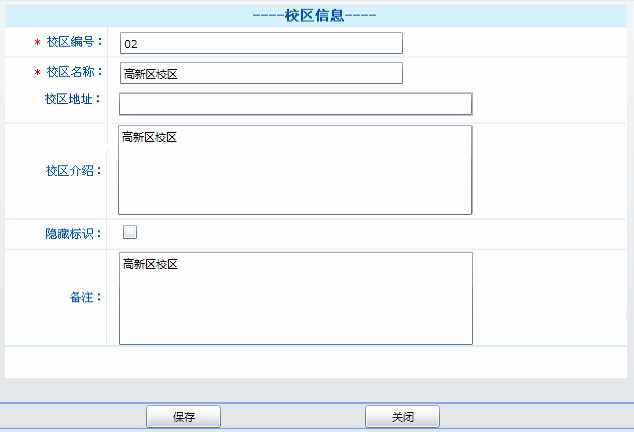 ----校区信息----
* 校区编号： 02
* 校区名称： 高新区校区
校区地址：
校区介绍： 高新区校区
隐藏标识：
备注： 高新区校区
保存 关闭